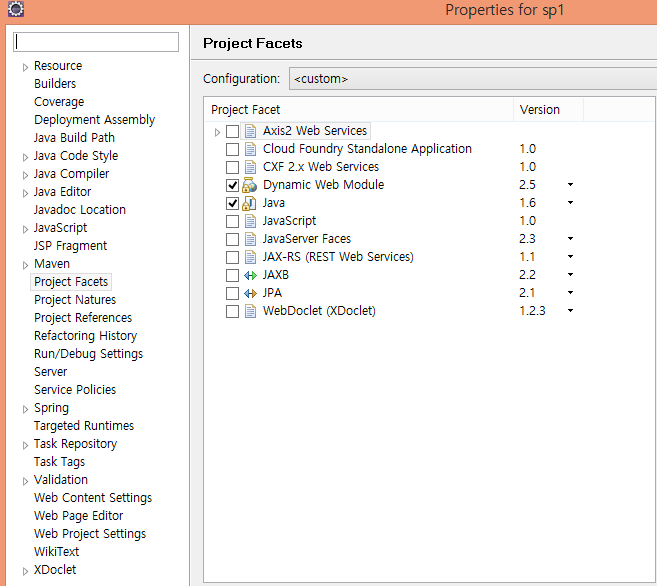 Properties for sp1
Resource
Builders
Coverage
Deployment Assembly
Java Build Path
Java Code Style
Java Compiler
Java Editor
Javadoc Location
JavaScript
JSP Fragment
Maven
Project Facets
Project Natures
Project References
Refactoring History
Run/Debug Settings
Server
Service Policies
Spring
Targeted Runtimes
Task Repository
Task Tags
Validation
Web Content Settings
Web Page Editor
Web Project Settings
WikiText
XDoclet
Project Facets
Configuration: <custom>
Project Facet Version
Axis2 Web Services
Cloud Foundry Standalone Application 1.0
CXF 2.x Web Services 1.0
Dynamic Web Module 2.5
Java 1.6
JavaScript 1.0
JavaServer Faces 2.3
JAX-RS (REST Web Services) 1.1
JAXB 2.2
JPA 2.1
WebDoclet (XDoclet) 1.2.3